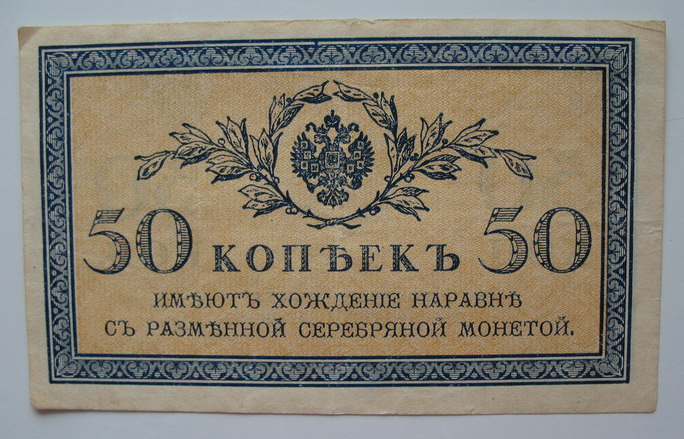 50 КОПѢЕКЪ 50
ИМѢЮТЪ ХОЖДЕНІЕ НАРАВНѢ
СЪ РАЗМѢННОЙ СЕРЕБРЯНОЙ МОНЕТОЙ.